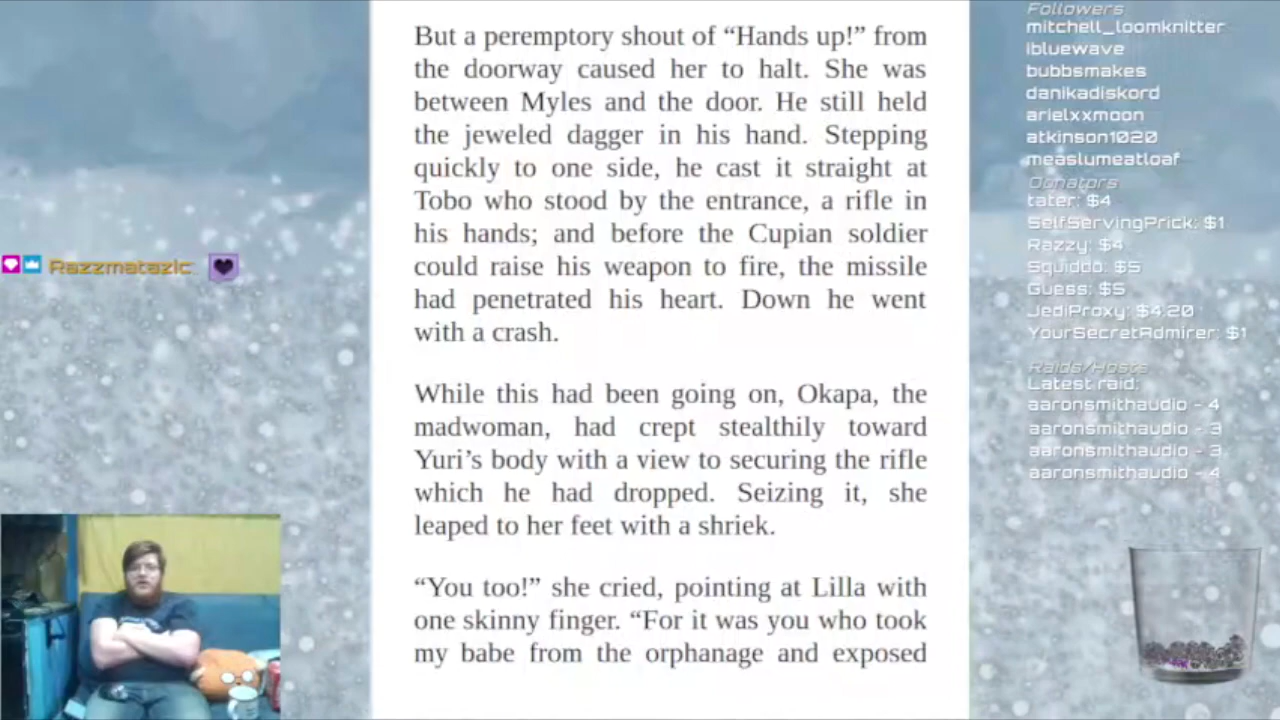 But a peremptory shout of “Hands up!” from
the doorway caused her to halt. She was
between Myles and the door. He still held
the jeweled dagger in his hand. Stepping
quickly to one side, he cast it straight at
Tobo who stood by the entrance, a rifle in
his hands; and before the Cupian soldier
could raise his weapon to fire, the missile
had penetrated his heart. Down he went
with a crash.
While this had been going on, Okapa, the
madwoman, had crept stealthily toward
Yuri’s body with a view to securing the rifle
which he had dropped. Seizing it, she
leaped to her feet with a shriek.
“You too!” she cried, pointing at Lilla with
one skinny finger. “For it was you who took
my babe from the orphanage and exposed
Razzmatazic
Followers
mitchell_loomknitter
lbluewave
bubbsmakes
danikadiskord
arielxxmoon
atkinson1020
measlymeatloaf
Donators
tater: $4
SelfServingPrick: $1
Razzy: $4
Squiddo: $5
Guess: $5
JediProxy: $4.20
YourSecretAdmirer: $1
Raids/Hosts
Latest raid:
aaronsmithaudio - 4
aaronsmithaudio - 3
aaronsmithaudio - 3
aaronsmithaudio - 4